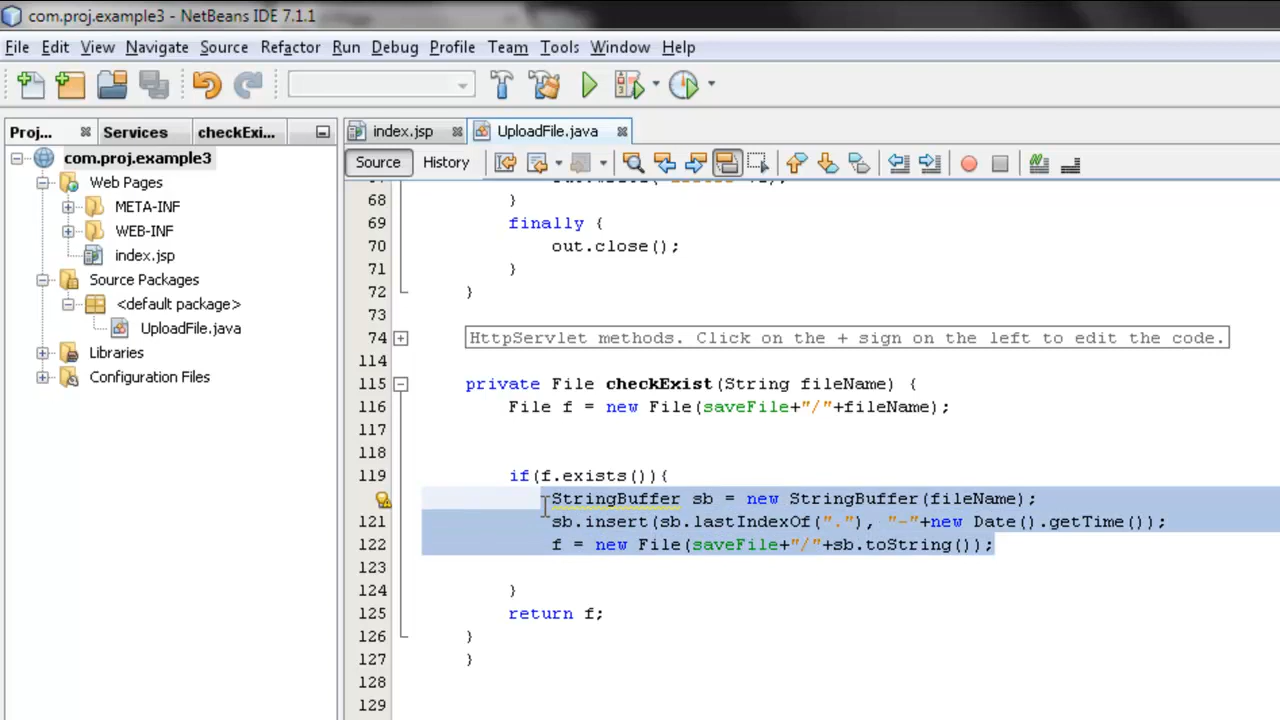 com.proj.example3 - NetBeans IDE 7.1.1
File Edit View Navigate Source Refactor Run Debug Profile Team Tools Window Help
Proj... Services checkExi... index.jsp UploadFile.java
Source History
com.proj.example3
Web Pages
META-INF
WEB-INF
index.jsp
Source Packages
<default package>
UploadFile.java
Libraries
Configuration Files
68 }
69 finally {
70 out.close();
71 }
72 }
73
74 HttpServlet methods. Click on the + sign on the left to edit the code.
114
115 private File checkExist(String fileName) {
116 File f = new File(saveFile+"/"+fileName);
117
118
119 if(f.exists()){
StringBuffer sb = new StringBuffer(fileName);
121 sb.insert(sb.lastIndexOf("."), "-"+new Date().getTime());
122 f = new File(saveFile+"/"+sb.toString());
123
124 }
125 return f;
126 }
127 }
128
129